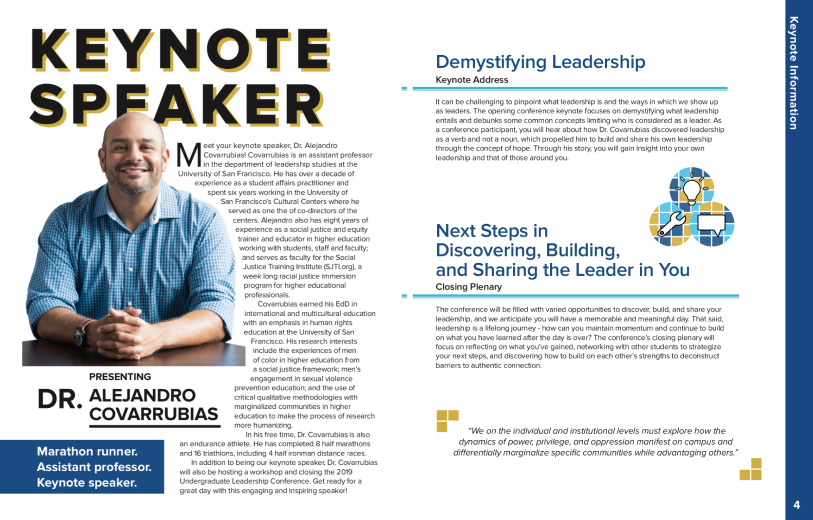 KEYNOTE
SPEAKER
Meet your keynote speaker, Dr. Alejandro
Covarrubias! Covarrubias is an assistant professor
in the department of leadership studies at the
University of San Francisco. He has over a decade of
experience as a student affairs practitioner and
spent six years working in the University of
San Francisco's Cultural Centers where he
served as one the of co-directors of the
centers. Alejandro also has eight years of
experience as a social justice and equity
trainer and educator in higher education
working with students, staff and faculty;
and serves as faculty for the Social
Justice Training Institute (SJTI.org), a
week long racial justice immersion
program for higher educational
professionals.
Covarrubias earned his EdD in
international and multicultural education
with an emphasis in human rights
education at the University of San
Francisco. His research interests
include the experiences of men
of color in higher education from
a social justice framework; men's
engagement in sexual violence
prevention education; and the use of
critical qualitative methodologies with
marginalized communities in higher
education to make the process of research
more humanizing.
In his free time, Dr. Covarrubias is also
an endurance athlete. He has completed 8 half marathons
and 16 triathlons, including 4 half ironman distance races.
In addition to being our keynote speaker, Dr. Covarrubias
will also be hosting a workshop and closing the 2019
Undergraduate Leadership Conference. Get ready for a
great day with this engaging and inspiring speaker!
PRESENTING
DR. ALEJANDRO
COVARRUBIAS
Marathon runner.
Assistant professor.
Keynote speaker.
Demystifying Leadership
Keynote Address
It can be challenging to pinpoint what leadership is and the ways in which we show up
as leaders. The opening conference keynote focuses on demystifying what leadership
entails and debunks some common concepts limiting who is considered as a leader. As
a conference participant, you will hear about how Dr. Covarrubias discovered leadership
as a verb and not a noun, which propelled him to build and share his own leadership
through the concept of hope. Through his story, you will gain insight into your own
leadership and that of those around you.
Next Steps in
Discovering, Building,
and Sharing the Leader in You
Closing Plenary
The conference will be filled with varied opportunities to discover, build, and share your
leadership, and we anticipate you will have a memorable and meaningful day. That said,
leadership is a lifelong journey - how can you maintain momentum and continue to build
on what you have learned after the day is over? The conference's closing plenary will
focus on reflecting on what you've gained, networking with other students to strategize
your next steps, and discovering how to build on each other's strengths to deconstruct
barriers to authentic connection.
"We on the individual and institutional levels must explore how the
dynamics of power, privilege, and oppression manifest on campus and
differentially marginalize specific communities while advantaging others."
Keynote Information
4